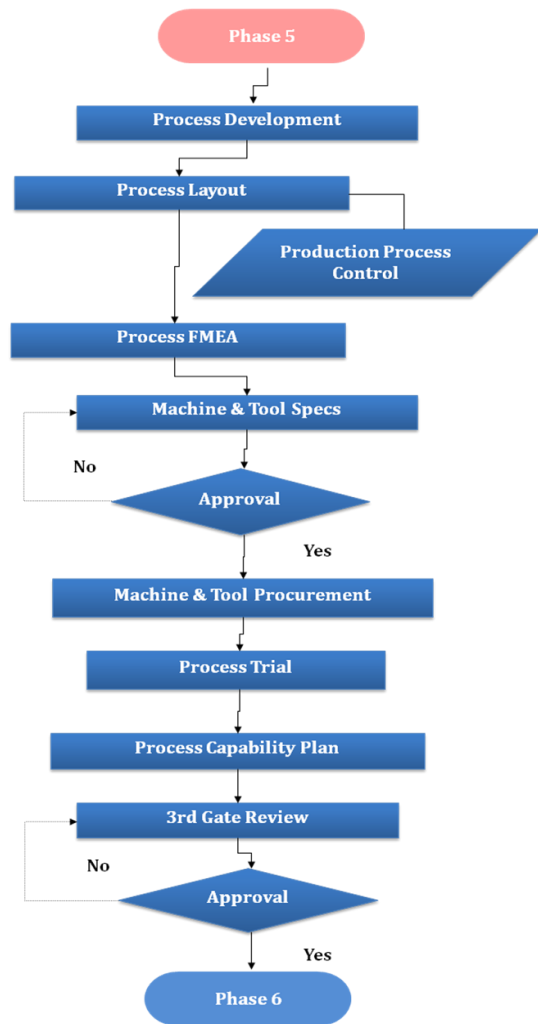 Phase 5
Process Development
Process Layout
Production Process
Control
Process FMEA
Machine & Tool Specs
No
Approval
Yes
Machine & Tool Procurement
Process Trial
Process Capability Plan
3rd Gate Review
No
Approval
Yes
Phase 6